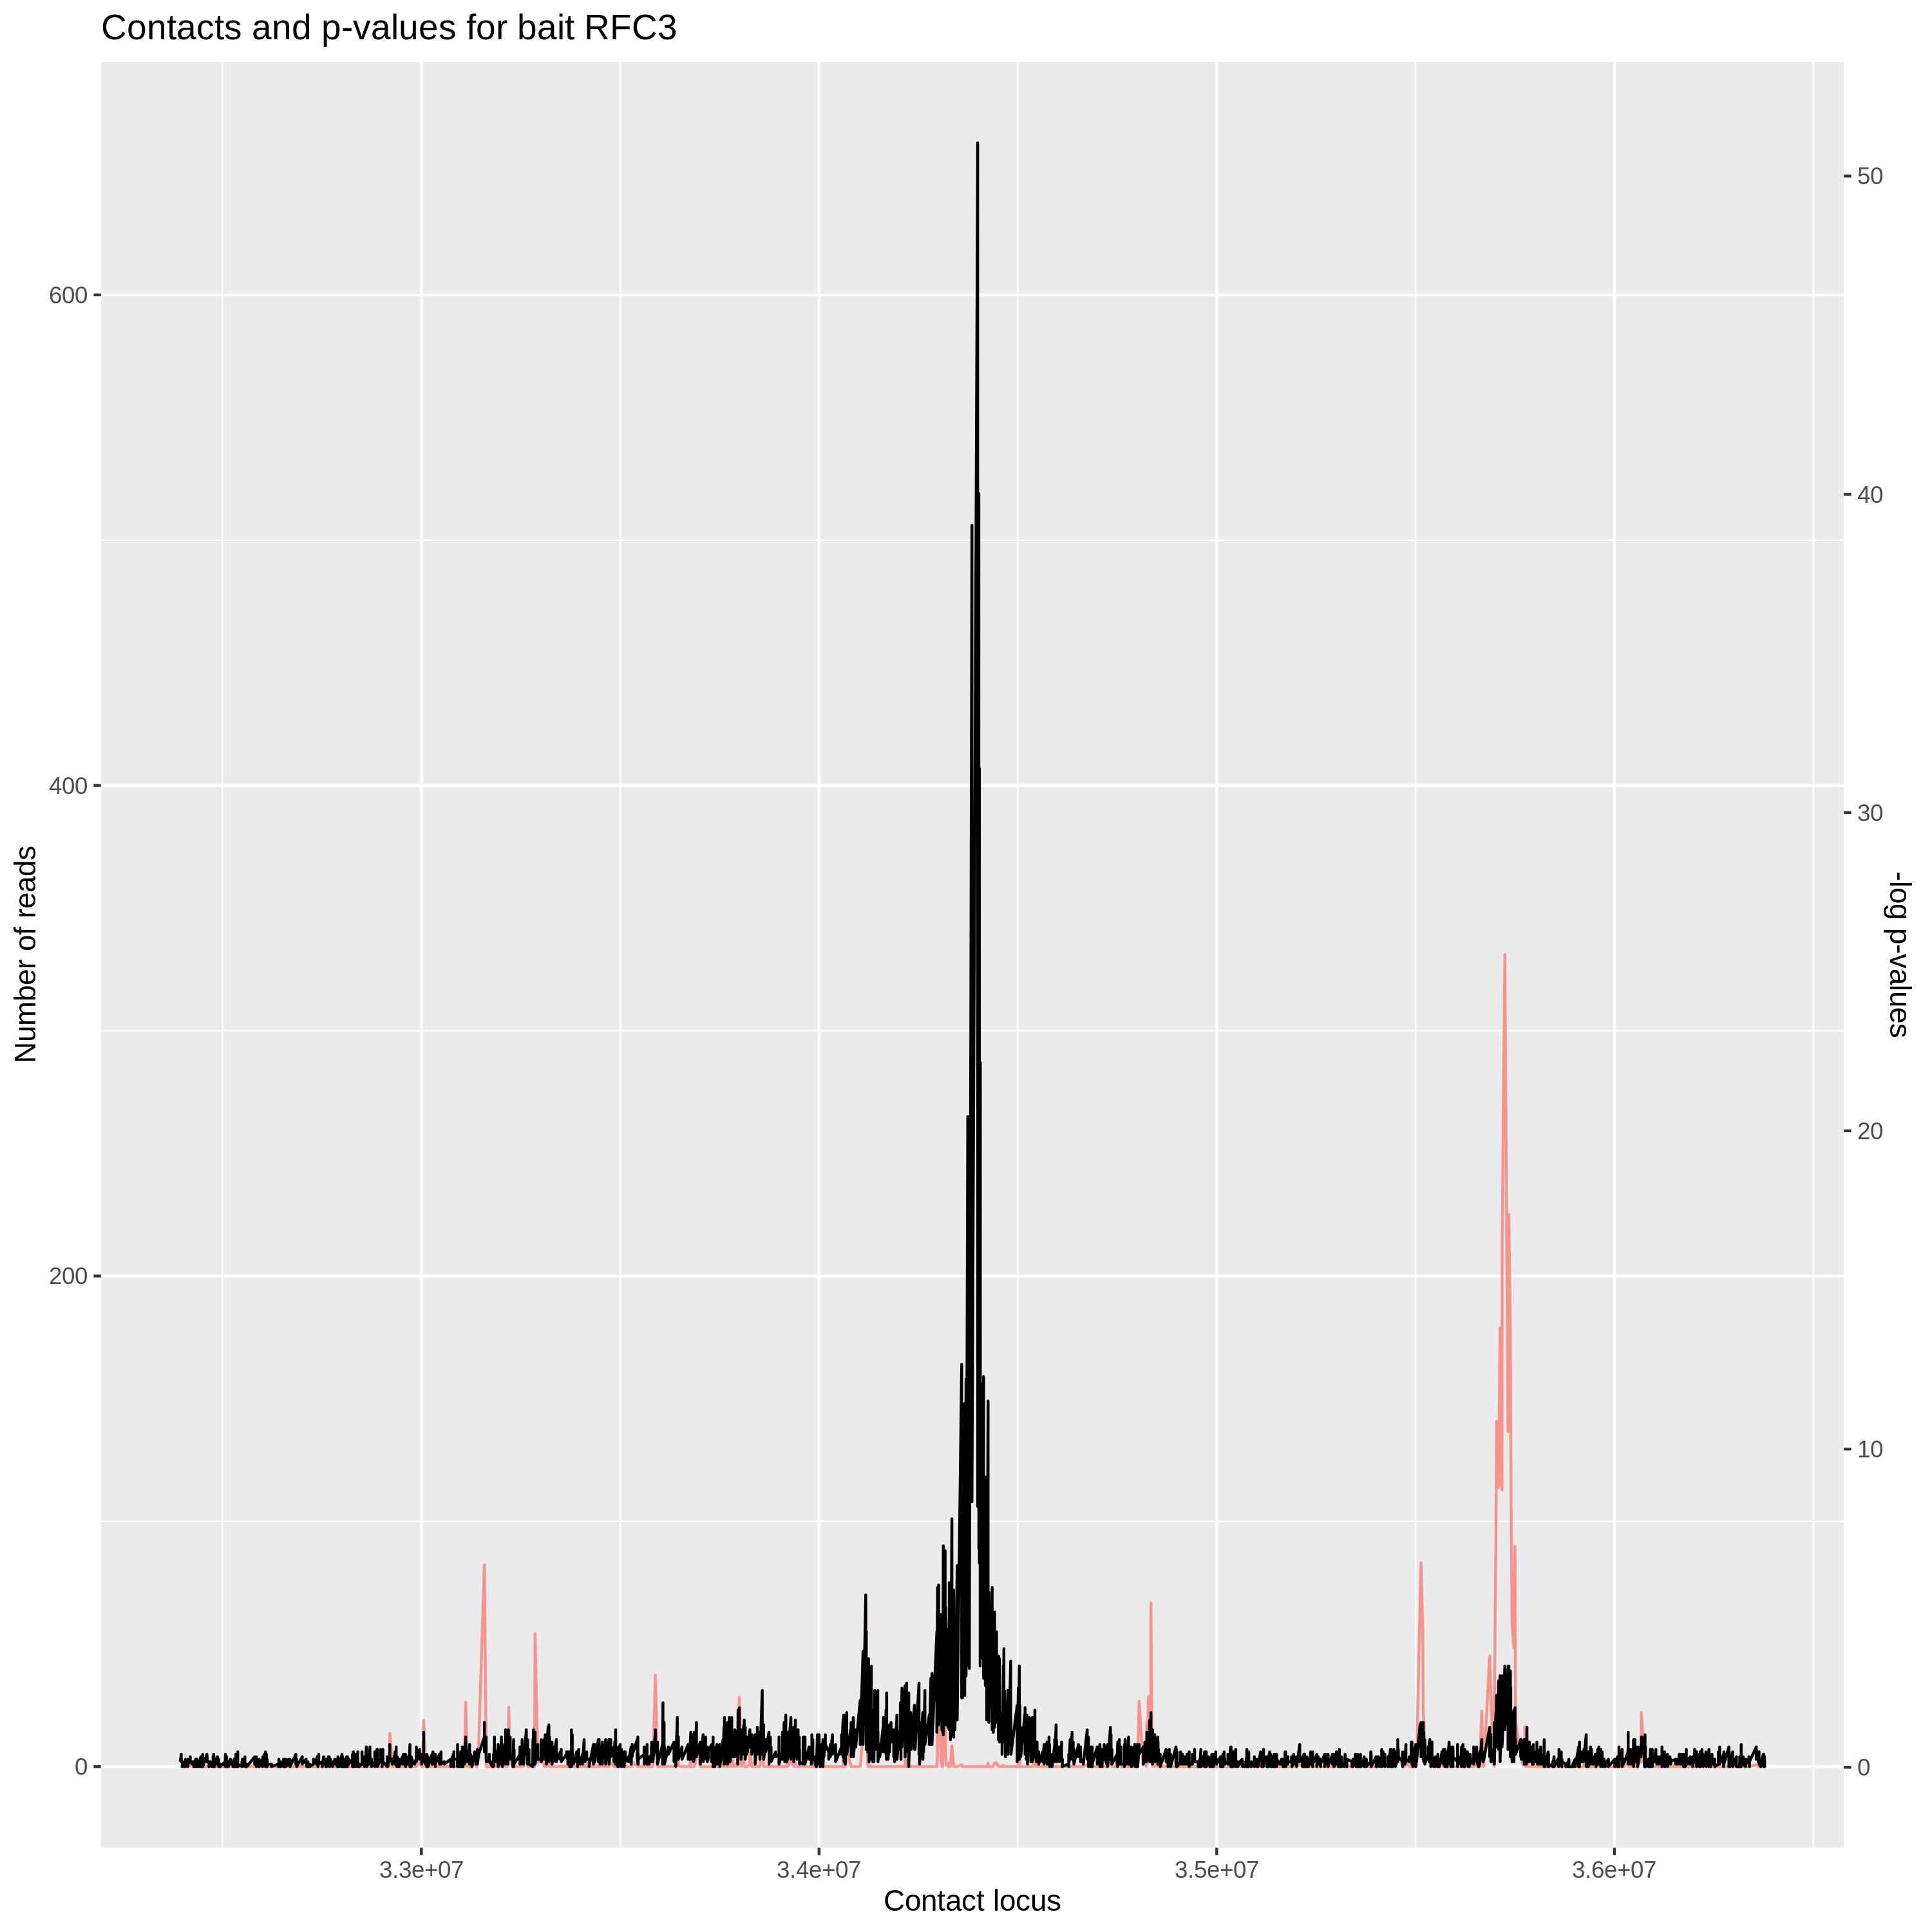 Contacts and p-values for bait RFC3
Number of reads
600
400
200
0
50
40
30
20
10
0
-log p-values
3.3e+07
3.4e+07
3.5e+07
3.6e+07
Contact locus